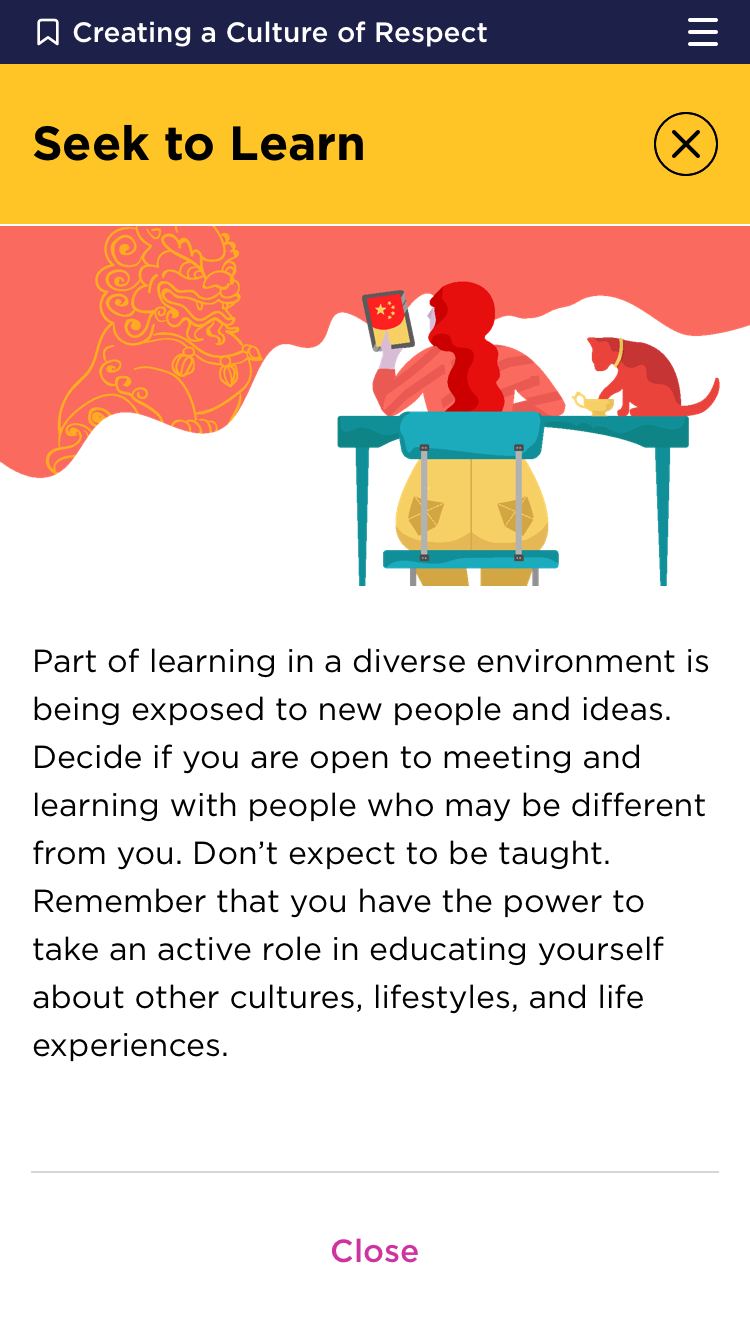 Creating a Culture of Respect
Seek to Learn
Part of learning in a diverse environment is
being exposed to new people and ideas.
Decide if you are open to meeting and
learning with people who may be different
from you. Don’t expect to be taught.
Remember that you have the power to
take an active role in educating yourself
about other cultures, lifestyles, and life
experiences.
Close